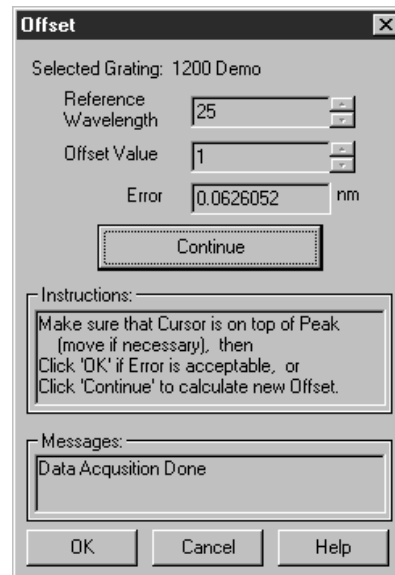 Offset
Selected Grating: 1200 Demo
Reference
Wavelength
25
Offset Value
1
Error
0.0626052
nm
Continue
Instructions:
Make sure that Cursor is on top of Peak
(move if necessary), then
Click 'OK' if Error is acceptable, or
Click 'Continue' to calculate new Offset.
Messages:
Data Acqusition Done
OK
Cancel
Help